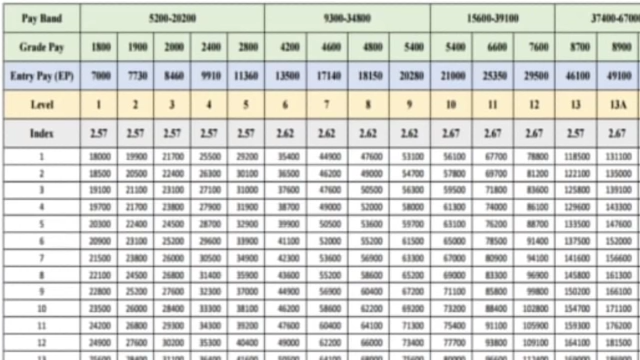 Pay Band 5200-20200 9300-34800 15600-39100 37400-6700
Grade Pay 1800 1900 2000 2400 2800 4200 4600 4800 5400 5400 6600 7600 8700 8900
Entry Pay (EP) 7000 7730 8460 9910 11360 13500 17140 18150 20280 21000 25350 29500 46100 49100
Level 1 2 3 4 5 6 7 8 9 10 11 12 13 13A
Index 2.57 2.57 2.57 2.57 2.57 2.62 2.62 2.62 2.62 2.67 2.67 2.67 2.57 2.67
1 18000 19900 21700 25500 29200 35400 44900 47600 53100 56100 67700 78800 118500 131100
2 18500 20500 22400 26300 30100 36500 46200 49000 54700 57800 69700 81200 122100 135000
3 19100 21100 23100 27100 31000 37600 47600 50500 56300 59500 71800 83600 125800 139100
4 19700 21700 23800 27900 31900 38700 49000 52000 58000 61300 74000 86100 129600 143300
5 20300 22400 24500 28700 32900 39900 50500 53600 59700 63100 76200 88700 133500 147600
6 20900 23100 25200 29600 33900 41100 52000 55200 61500 65000 78500 91400 137500 152000
7 21500 23800 26000 30500 34900 42300 53600 56900 63300 67000 80900 94100 141600 156600
8 22100 24500 26800 31400 35900 43600 55200 58600 65200 69000 83300 96900 145800 161300
9 22800 25200 27600 32300 37000 44900 56900 60400 67200 71100 85800 99800 150200 166100
10 23500 26000 28400 33300 38100 46200 58600 62200 69200 73200 88400 102800 154700 171100
11 24200 26800 29300 34300 39200 47600 60400 64100 71300 75400 91100 105900 159300 176200
12 24900 27600 30200 35300 40400 49000 62200 66000 73400 77700 93800 109100 164100 181500